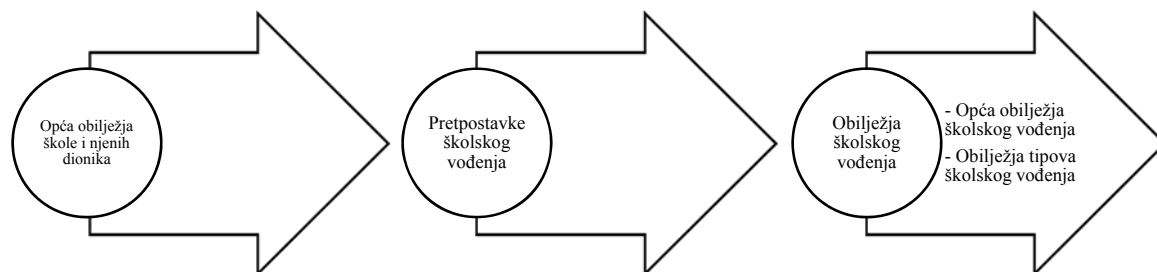 Opća obilježja
škole i njenih
dionika
Pretpostavke
školskog
vođenja
Obilježja
školskog
vođenja
- Opća obilježja
školskog vođenja
- Obilježja tipova
školskog vođenja